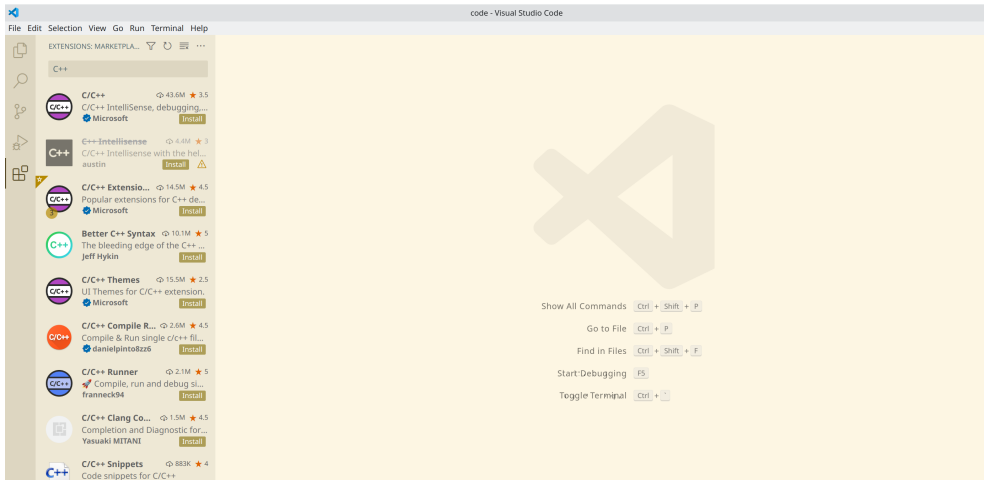 code - Visual Studio Code
File Edit Selection View Go Run Terminal Help
EXTENSIONS: MARKETPLA...
C++
C/C++ 43.6M ★ 3.5
C/C++ IntelliSense, debugging,...
Microsoft Install
C++ Intellisense 4.4M ★ 3
C/C++ Intellisense with the hel...
austin Install
C/C++ Extensio... 14.5M ★ 4.5
Popular extensions for C++ de...
Microsoft Install
3
Better C++ Syntax 10.1M ★ 5
The bleeding edge of the C++ ...
Jeff Hykin Install
C/C++ Themes 15.5M ★ 2.5
UI Themes for C/C++ extension.
Microsoft Install
C/C++ Compile R... 2.6M ★ 4.5
Compile & Run single c/c++ fil...
danielpinto8zz6 Install
C/C++ Runner 2.1M ★ 5
🚀 Compile, run and debug si...
franneck94 Install
C/C++ Clang Co... 1.5M ★ 4.5
Completion and Diagnostic for...
Yasuaki MITANI Install
C/C++ Snippets 883K ★ 4
Code snippets for C/C++
C/C++
C++
C/C++
C++
C/C++
C/C++
C/C++
C++
Show All Commands Ctrl + Shift + P
Go to File Ctrl + P
Find in Files Ctrl + Shift + F
Start Debugging F5
Toggle Terminal Ctrl + `